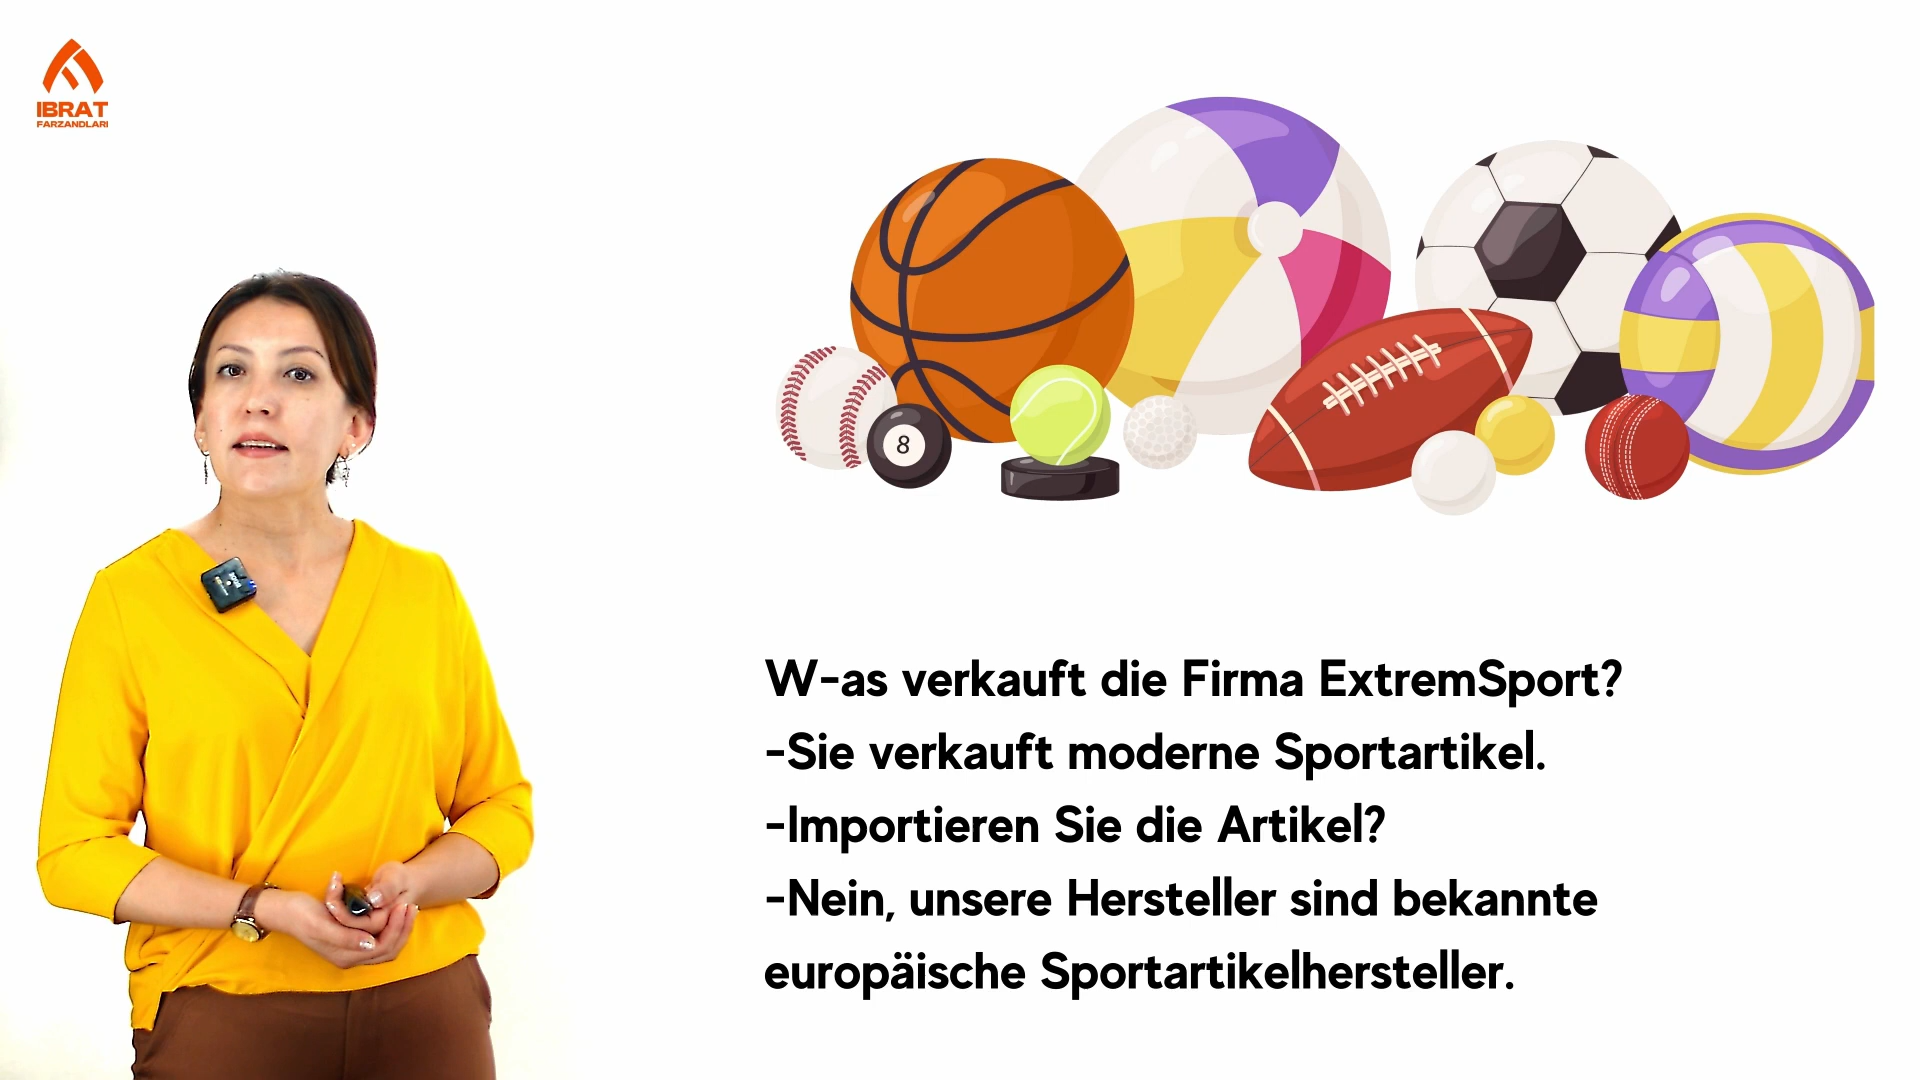 IBRAT
FARZANDLARI
8
W-as verkauft die Firma ExtremSport?
-Sie verkauft moderne Sportartikel.
-Importieren Sie die Artikel?
-Nein, unsere Hersteller sind bekannte
europäische Sportartikelhersteller.